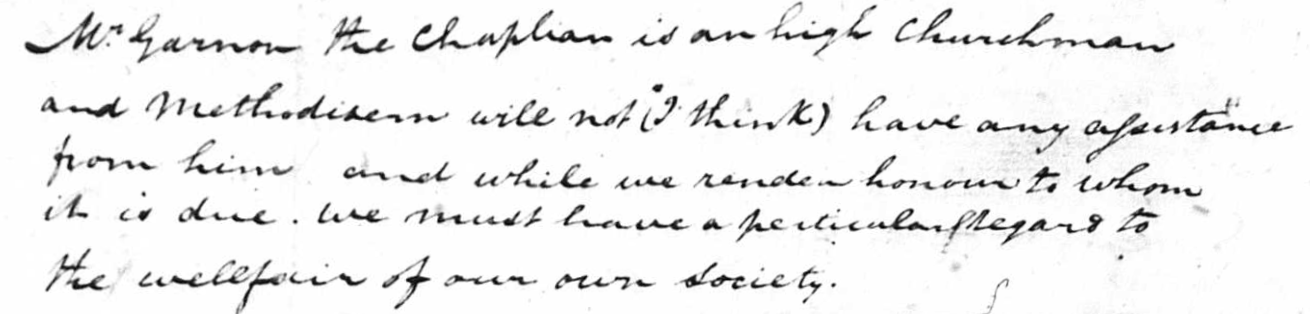 Mr Garnon the Chaplian is an high Churchman
and Methodisem will not (I think) have any assistance
from him and while we render honour to whom
it is due. we must have a perticular regard to
the wellfair of our own Society.